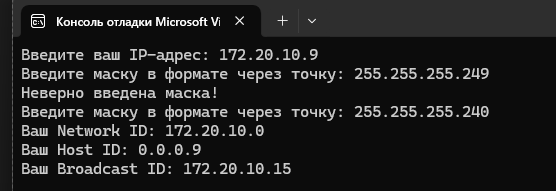 Консоль отладки Microsoft Vi
Введите ваш IP-адрес: 172.20.10.9
Введите маску в формате через точку: 255.255.255.249
Неверно введена маска!
Введите маску в формате через точку: 255.255.255.240
Ваш Network ID: 172.20.10.0
Ваш Host ID: 0.0.0.9
Ваш Broadcast ID: 172.20.10.15